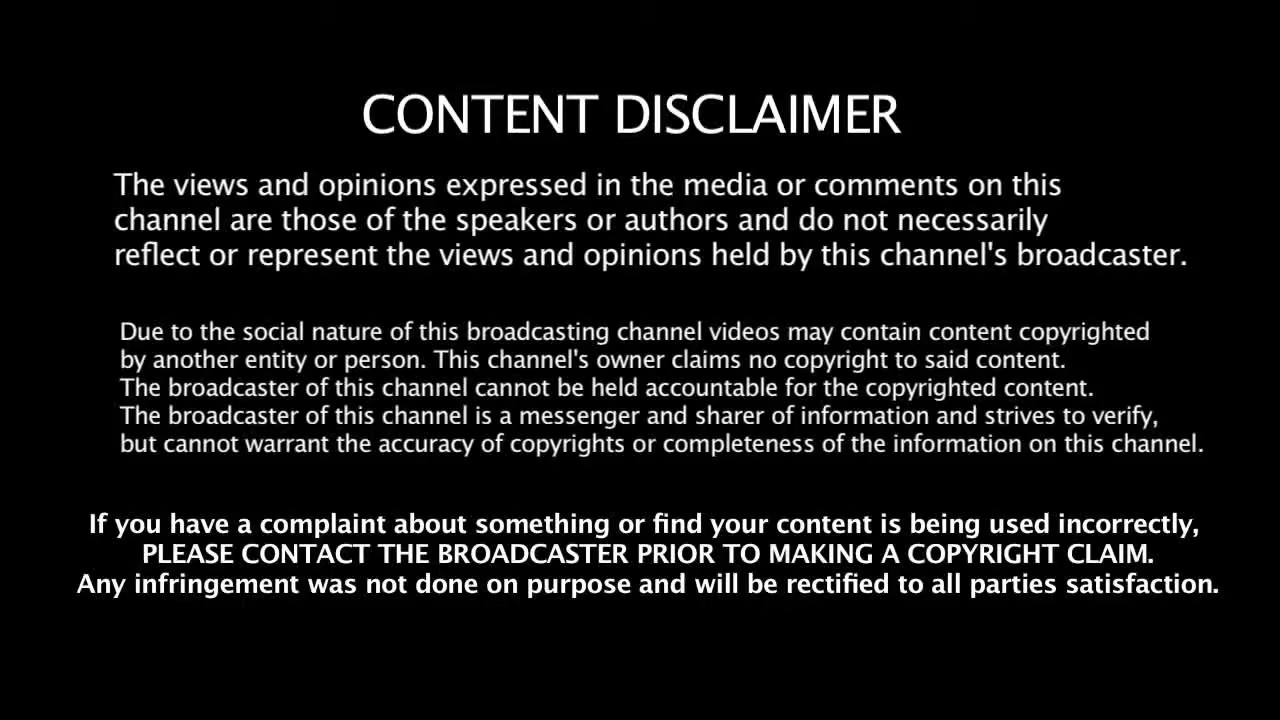 CONTENT DISCLAIMER
The views and opinions expressed in the media or comments on this
channel are those of the speakers or authors and do not necessarily
reflect or represent the views and opinions held by this channel's broadcaster.
Due to the social nature of this broadcasting channel videos may contain content copyrighted
by another entity or person. This channel's owner claims no copyright to said content.
The broadcaster of this channel cannot be held accountable for the copyrighted content.
The broadcaster of this channel is a messenger and sharer of information and strives to verify,
but cannot warrant the accuracy of copyrights or completeness of the information on this channel.
If you have a complaint about something or find your content is being used incorrectly,
PLEASE CONTACT THE BROADCASTER PRIOR TO MAKING A COPYRIGHT CLAIM.
Any infringement was not done on purpose and will be rectified to all parties satisfaction.